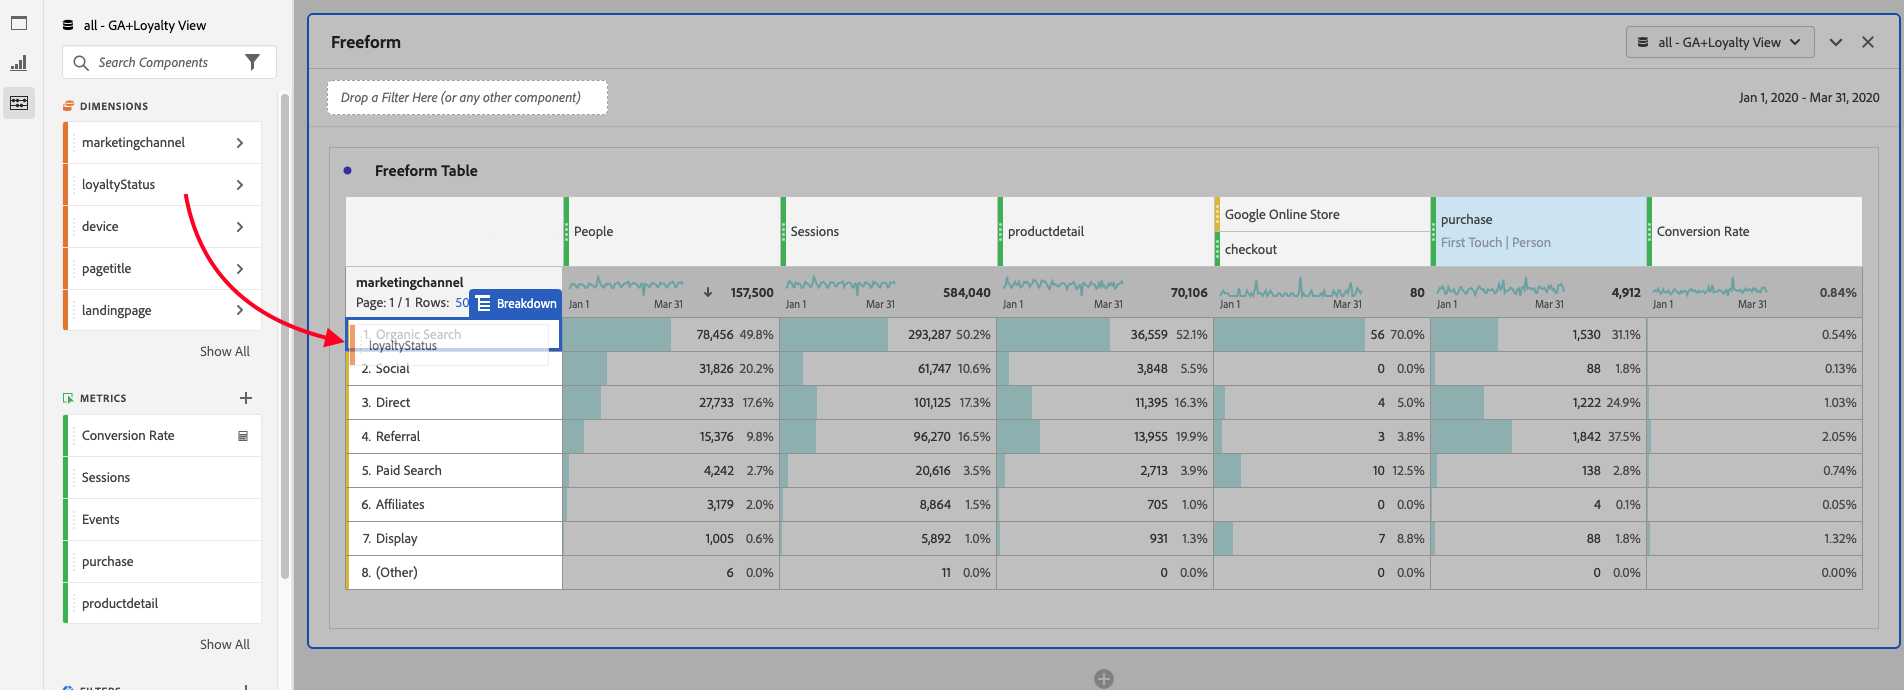 all - GA+Loyalty View
Search Components
DIMENSIONS
marketingchannel
loyaltyStatus
device
pagetitle
landingpage
Show All
METRICS
Conversion Rate
Sessions
Events
purchase
productdetail
Show All
FILTERS
Freeform
all - GA+Loyalty View
Drop a Filter Here (or any other component)
Jan 1, 2020 - Mar 31, 2020
Freeform Table
People
Sessions
productdetail
Google Online Store
checkout
purchase
First Touch | Person
Conversion Rate
marketingchannel
Page: 1 / 1 Rows: 50
Breakdown
Jan 1 Mar 31 157,500
Jan 1 Mar 31 584,040
Jan 1 Mar 31 70,106
Jan 1 Mar 31 80
Jan 1 Mar 31 4,912
Jan 1 Mar 31 0.84%
1. Organic Search 78,456 49.8% 293,287 50.2% 36,559 52.1% 56 70.0% 1,530 31.1% 0.54%
loyaltyStatus
2. Social 31,826 20.2% 61,747 10.6% 3,848 5.5% 0 0.0% 88 1.8% 0.13%
3. Direct 27,733 17.6% 101,125 17.3% 11,395 16.3% 4 5.0% 1,222 24.9% 1.03%
4. Referral 15,376 9.8% 96,270 16.5% 13,955 19.9% 3 3.8% 1,842 37.5% 2.05%
5. Paid Search 4,242 2.7% 20,616 3.5% 2,713 3.9% 10 12.5% 138 2.8% 0.74%
6. Affiliates 3,179 2.0% 8,864 1.5% 705 1.0% 0 0.0% 4 0.1% 0.05%
7. Display 1,005 0.6% 5,892 1.0% 931 1.3% 7 8.8% 88 1.8% 1.32%
8. (Other) 6 0.0% 11 0.0% 0 0.0% 0 0.0% 0 0.0% 0.00%